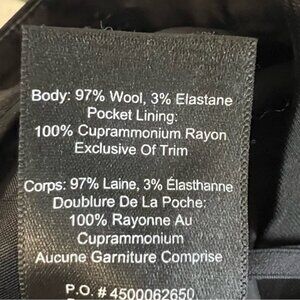 Body: 97% Wool, 3% Elastane
Pocket Lining:
100% Cuprammonium Rayon
Exclusive Of Trim
Corps: 97% Laine, 3% Élasthanne
Doublure De La Poche:
100% Rayonne Au
Cuprammonium
Aucune Garniture Comprise
P.O. # 4500062650